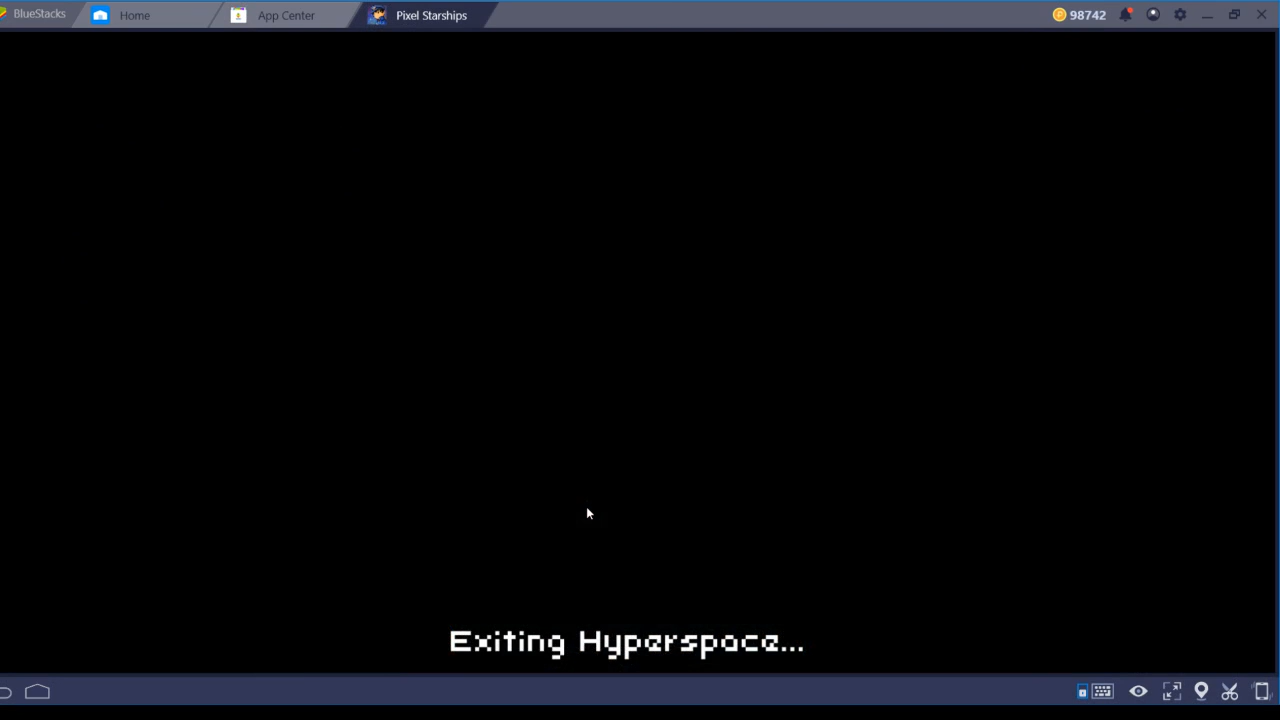 BlueStacks
Home
App Center
Pixel Starships
98742
Exiting Hyperspace...